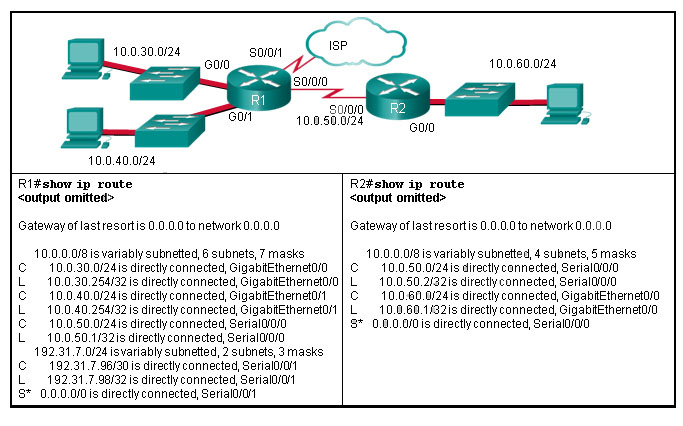 10.0.30.0/24
S0/0/1
ISP
G0/0
10.0.60.0/24
S0/0/0
R1
R2
S0/0/0
G0/1
10.0.50.0/24
G0/0
10.0.40.0/24
R1#show ip route
<output omitted>
Gateway of last resort is 0.0.0.0 to network 0.0.0.0
10.0.0.0/8 is variably subnetted, 6 subnets, 7 masks
C 10.0.30.0/24 is directly connected, GigabitEthernet0/0
L 10.0.30.254/32 is directly connected, GigabitEthernet0/0
C 10.0.40.0/24 is directly connected, GigabitEthernet0/1
L 10.0.40.254/32 is directly connected, GigabitEthernet0/1
C 10.0.50.0/24 is directly connected, Serial0/0/0
L 10.0.50.1/32 is directly connected, Serial0/0/0
192.31.7.0/24 is variably subnetted, 2 subnets, 3 masks
C 192.31.7.96/30 is directly connected, Serial0/0/1
L 192.31.7.98/32 is directly connected, Serial0/0/1
S* 0.0.0.0/0 is directly connected, Serial0/0/1
R2#show ip route
<output omitted>
Gateway of last resort is 0.0.0.0 to network 0.0.0.0
10.0.0.0/8 is variably subnetted, 4 subnets, 5 masks
C 10.0.50.0/24 is directly connected, Serial0/0/0
L 10.0.50.2/32 is directly connected, Serial0/0/0
C 10.0.60.0/24 is directly connected, GigabitEthernet0/0
L 10.0.60.1/32 is directly connected, GigabitEthernet0/0
S* 0.0.0.0/0 is directly connected, Serial0/0/0